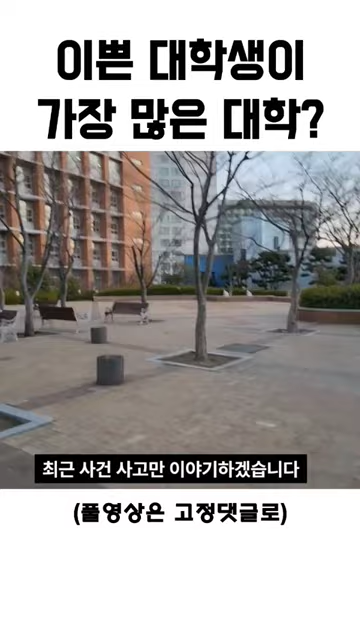 이쁜 대학생이
가장 많은 대학?
최근 사건 사고만 이야기하겠습니다
(풀영상은 고정댓글로)